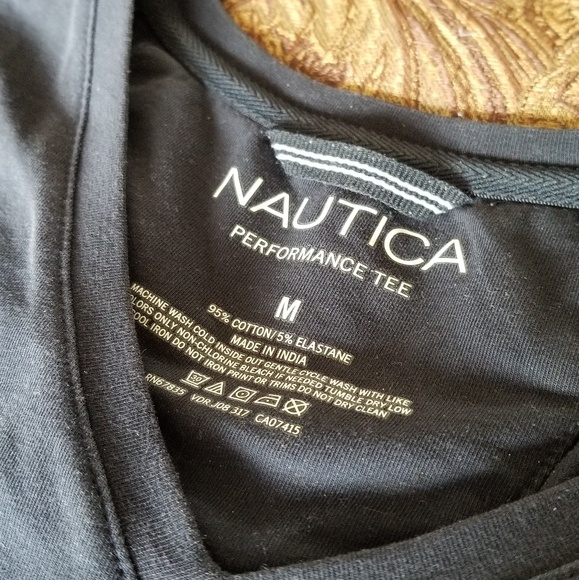 NAUTICA
PERFORMANCE TEE
M
95% COTTON/5% ELASTANE
MADE IN INDIA
MACHINE WASH COLD INSIDE OUT GENTLE CYCLE WASH WITH LIKE
COLORS ONLY NON-CHLORINE BLEACH IF NEEDED TUMBLE DRY LOW
COOL IRON DO NOT IRON PRINT OR TRIMS DO NOT DRY CLEAN
RN67835 VDR JOB 317 CA07415